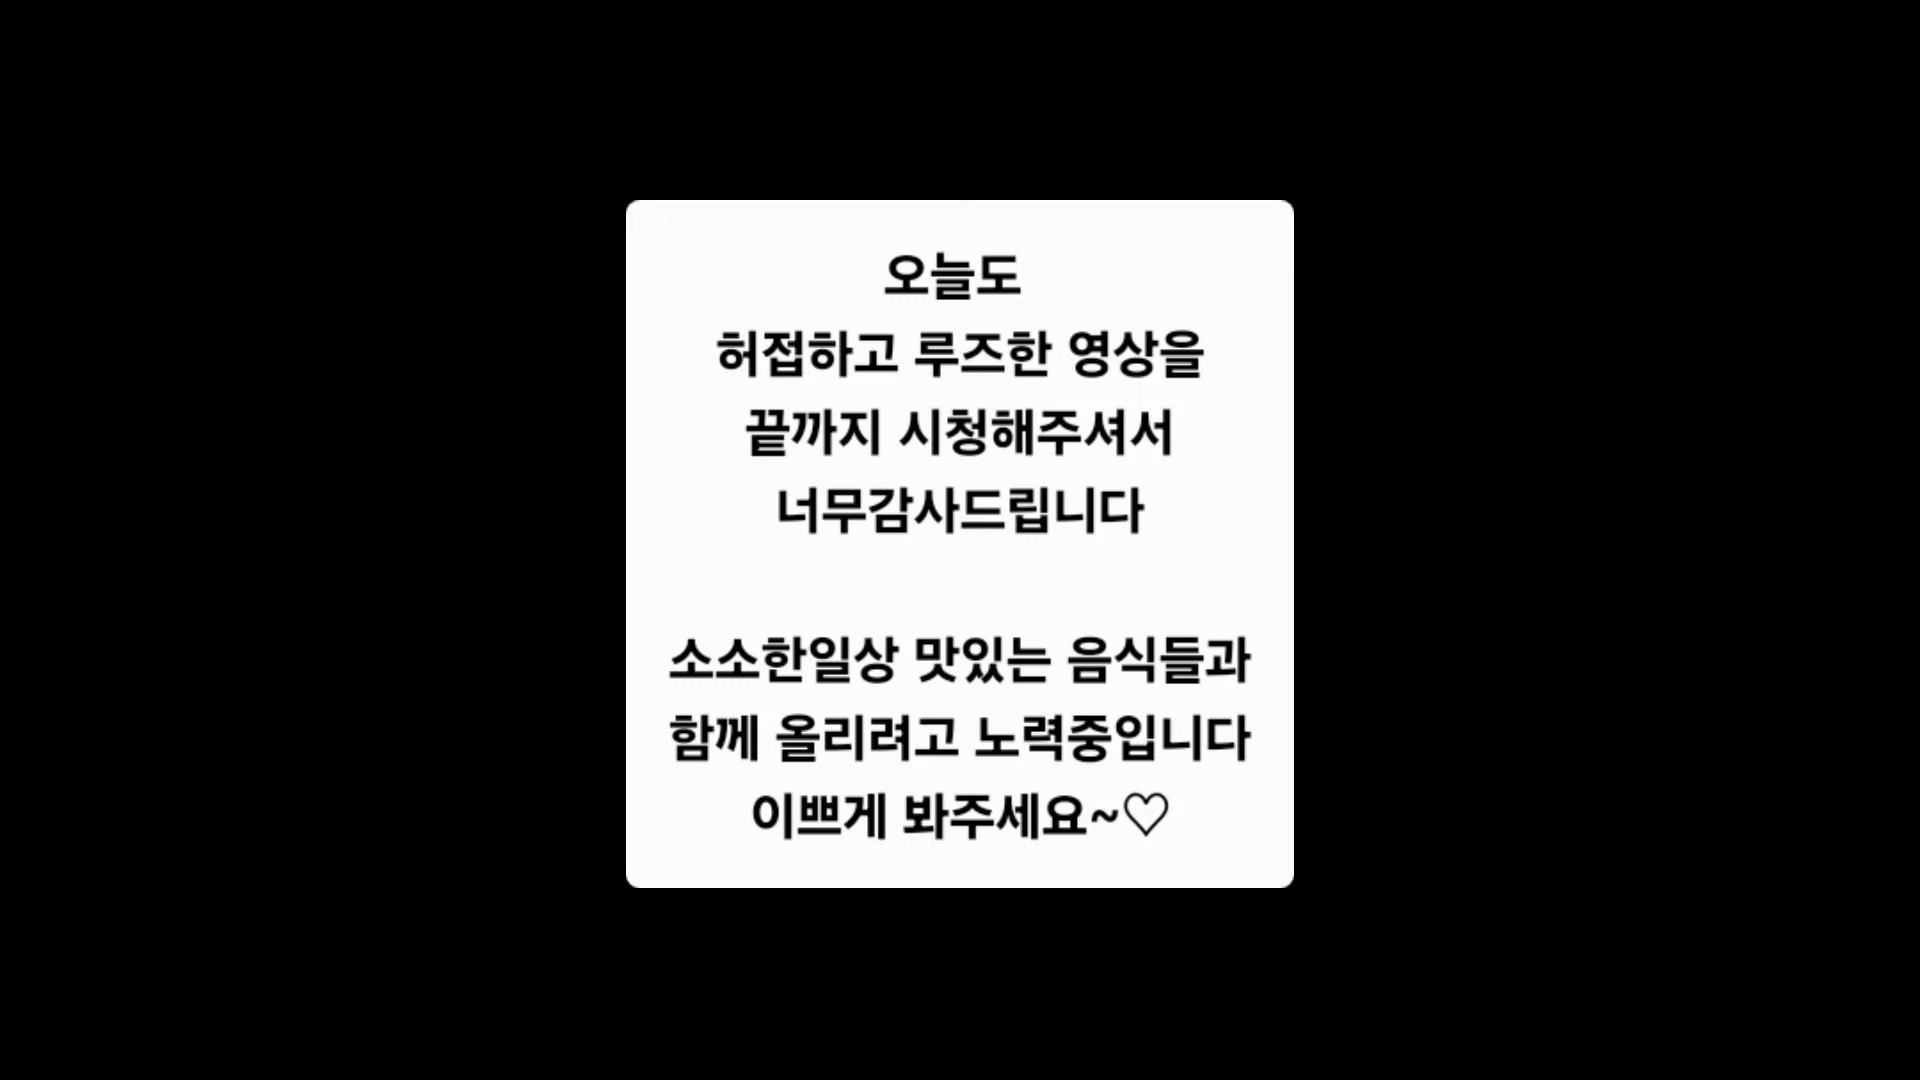 오늘도
허접하고 루즈한 영상을
끝까지 시청해주셔서
너무감사드립니다
소소한일상 맛있는 음식들과
함께 올리려고 노력중입니다
이쁘게 봐주세요~♡